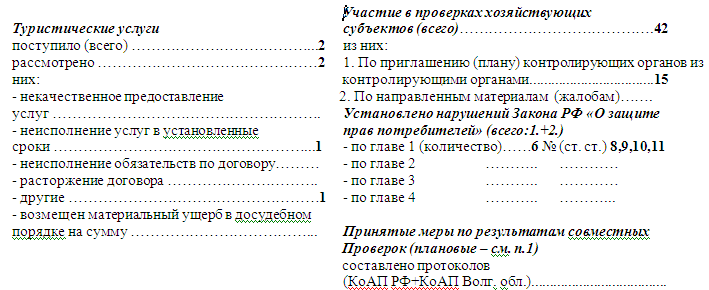 Туристические услуги
поступило (всего) ……………………………...2
рассмотрено …………………………………2
них:
- некачественное предоставление
услуг ………………………………………
- неисполнение услуг в установленные
сроки ………………………………………...1
- неисполнение обязательств по договору………
- расторжение договора ………………………..
- другие …………………………………………1
- возмещен материальный ущерб в досудебном
порядке на сумму ……………………………...
Участие в проверках хозяйствующих
субъектов (всего)…………………………………42
из них:
1. По приглашению (плану) контролирующих органов из
контролирующими органами...................................15
2. По направленным материалам (жалобам)…….
Установлено нарушений Закона РФ «О защите
прав потребителей» (всего:1.+2.)
- по главе 1 (количество)……6 № (ст. ст.) 8,9,10,11
- по главе 2 ……….. ………….
- по главе 3 ……….. ………….
- по главе 4 ……….. …………
Принятые меры по результатам совместных
Проверок (плановые – см. п.1)
составлено протоколов
(КоАП РФ+КоАП Волг. обл.)......................................